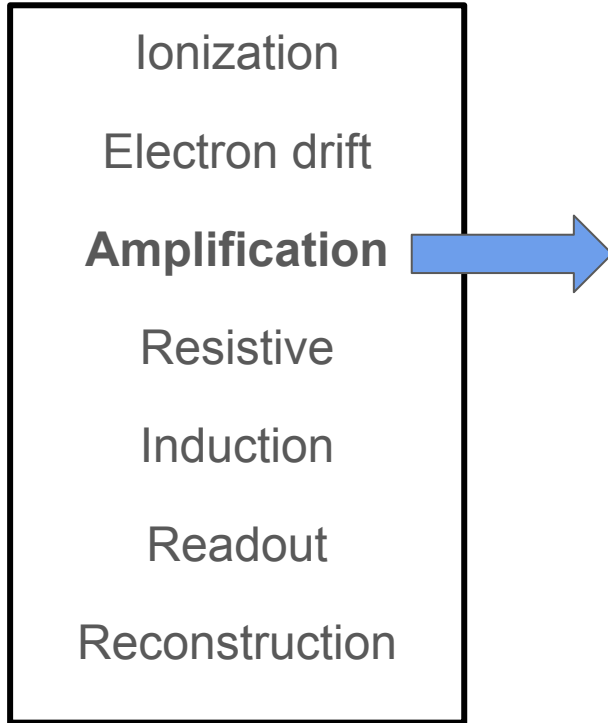 Ionization
Electron drift
Amplification
Resistive
Induction
Readout
Reconstruction